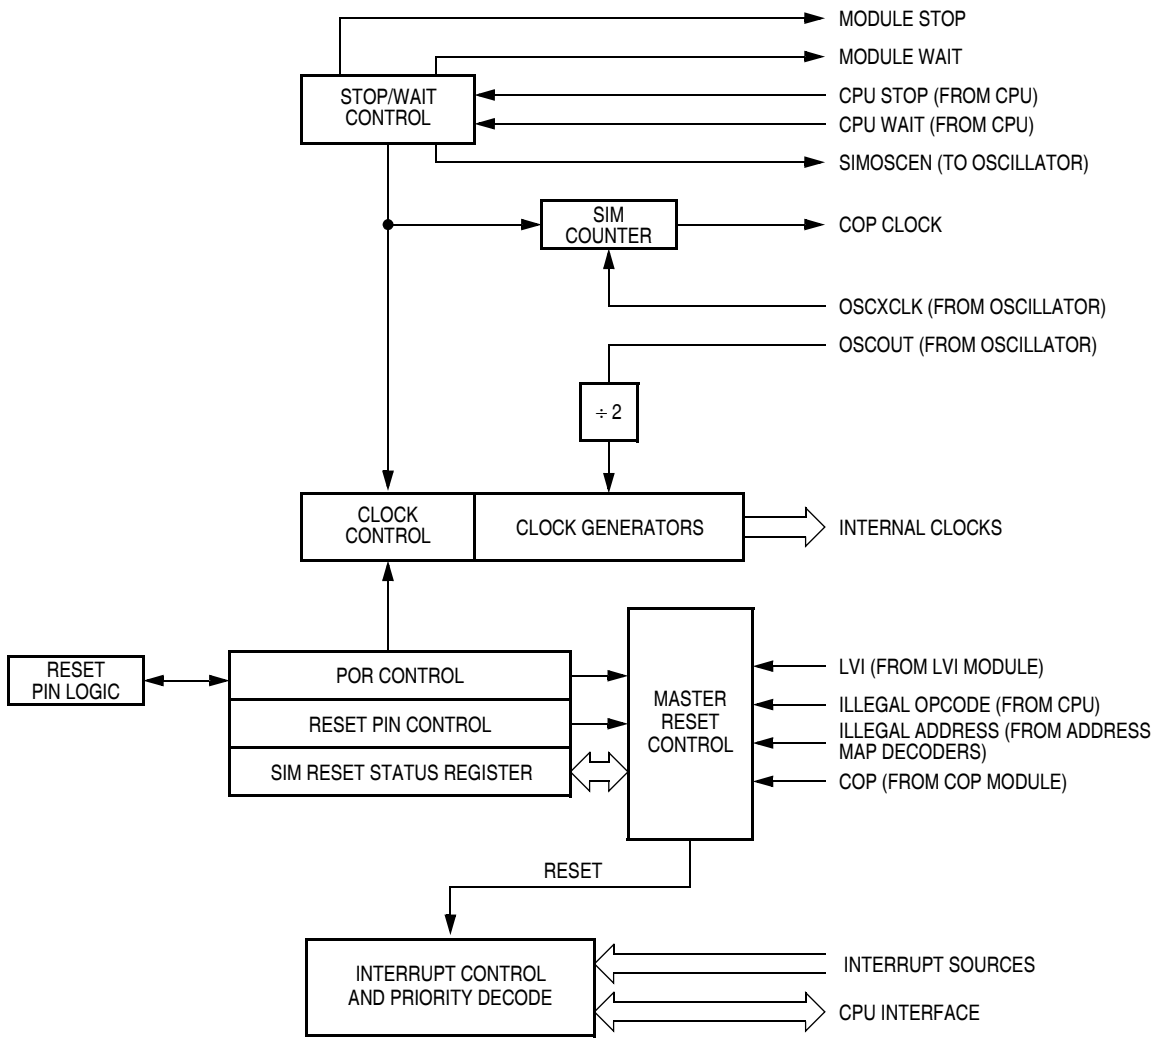 MODULE STOP
MODULE WAIT
STOP/WAIT
CONTROL
CPU STOP (FROM CPU)
CPU WAIT (FROM CPU)
SIMOSCEN (TO OSCILLATOR)
SIM
COUNTER
COP CLOCK
OSCXCLK (FROM OSCILLATOR)
OSCOUT (FROM OSCILLATOR)
÷ 2
CLOCK
CONTROL
CLOCK GENERATORS
INTERNAL CLOCKS
RESET
PIN LOGIC
POR CONTROL
RESET PIN CONTROL
SIM RESET STATUS REGISTER
MASTER
RESET
CONTROL
LVI (FROM LVI MODULE)
ILLEGAL OPCODE (FROM CPU)
ILLEGAL ADDRESS (FROM ADDRESS
MAP DECODERS)
COP (FROM COP MODULE)
RESET
INTERRUPT CONTROL
AND PRIORITY DECODE
INTERRUPT SOURCES
CPU INTERFACE